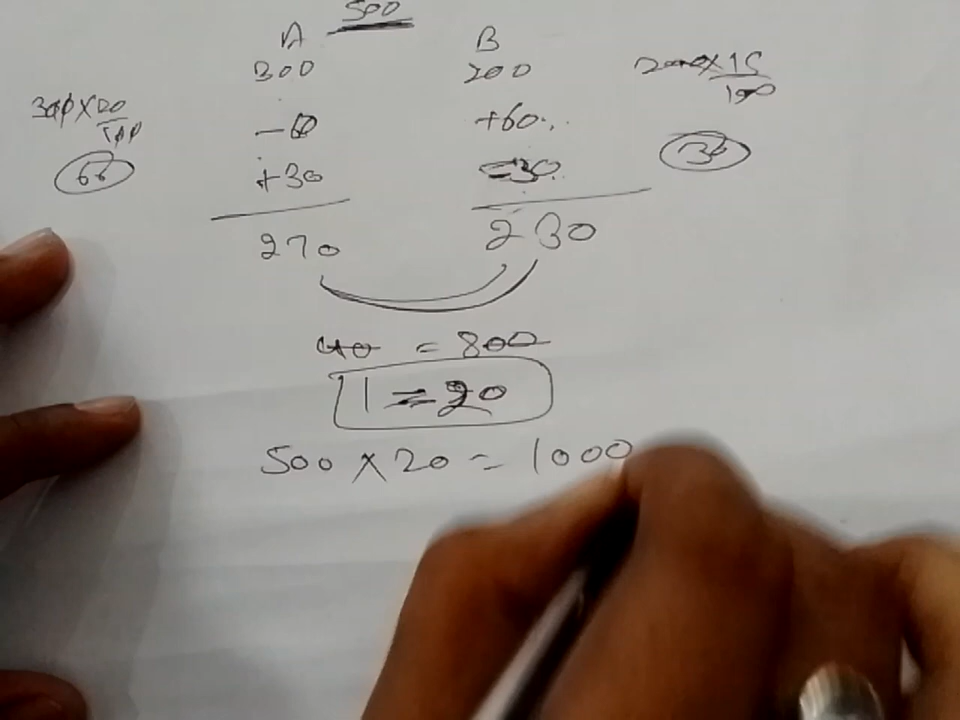 500
A B
300 200
300 × 20 / 100
200 × 15 / 100
-60 +60
60
30
+30 -30
270 230
40 = 800
1 = 20
500 × 20 = 1000